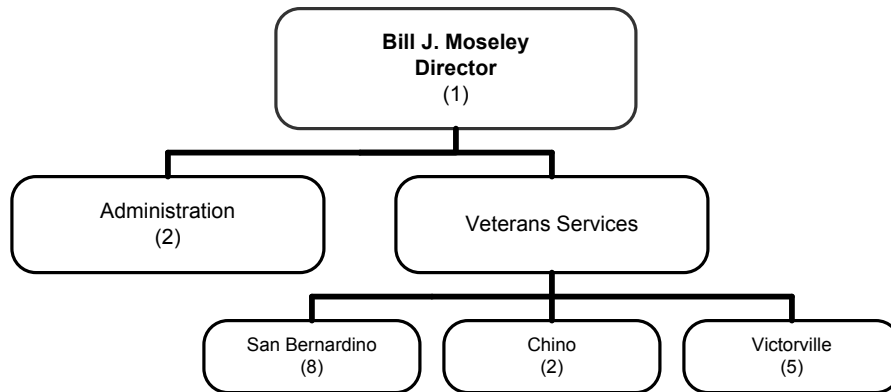 Bill J. Moseley
Director
(1)
Administration
(2)
Veterans Services
San Bernardino
(8)
Chino
(2)
Victorville
(5)